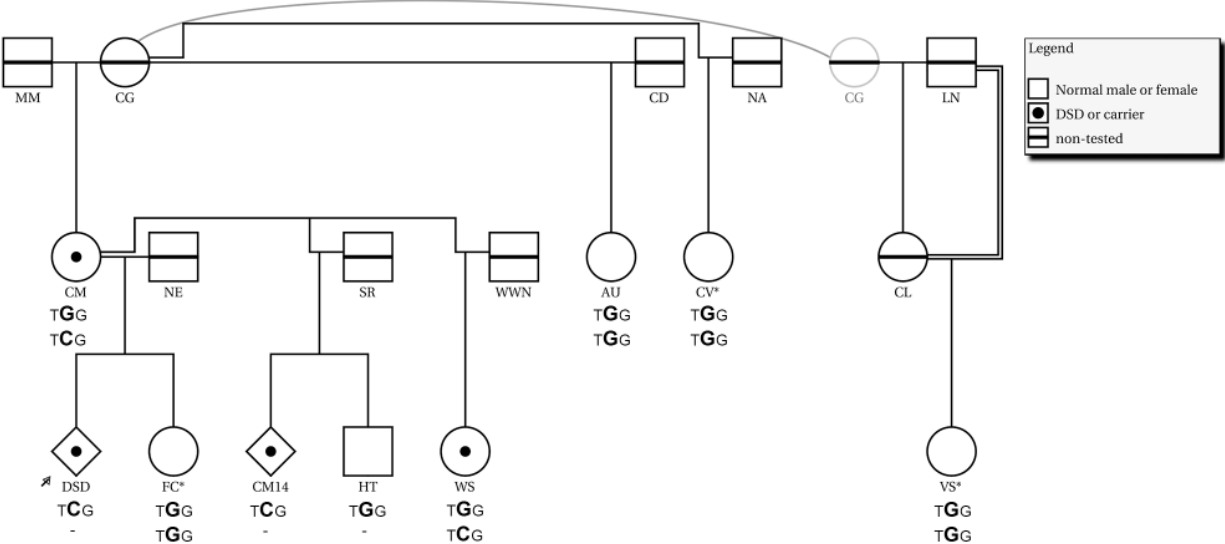 Legend
Normal male or female
DSD or carrier
non-tested
MM CG CD NA CG LN
CM NE SR WWN AU CV* CL
TGG TGG TGG
TCG TGG TGG
DSD FC* CM14 HT WS VS*
TCG TGG TCG TGG TGG TGG
- TGG - - TCG TGG